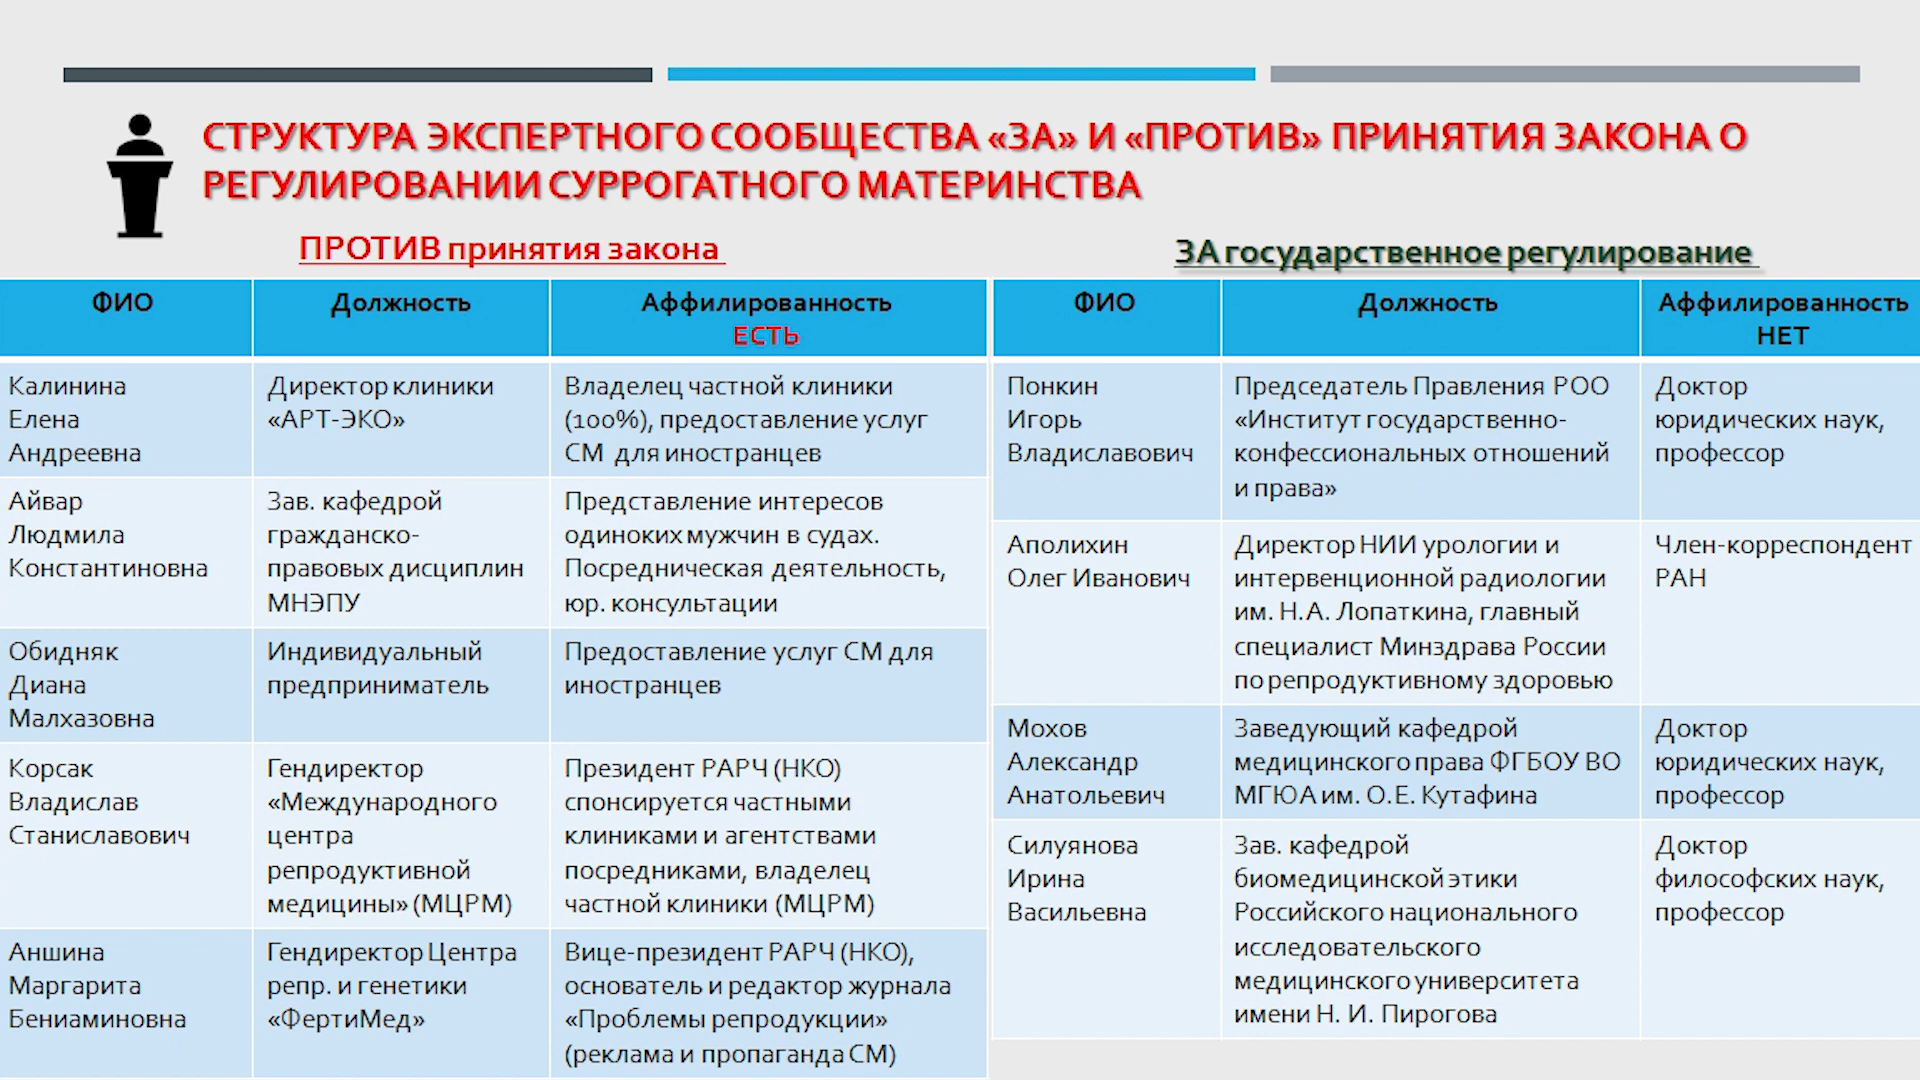 СТРУКТУРА ЭКСПЕРТНОГО СООБЩЕСТВА «ЗА» И «ПРОТИВ» ПРИНЯТИЯ ЗАКОНА О
РЕГУЛИРОВАНИИ СУРРОГАТНОГО МАТЕРИНСТВА
ПРОТИВ принятия закона
ФИО
Должность
Аффилированность
ЕСТЬ
Калинина
Елена
Андреевна
Директор клиники
«АРТ-ЭКО»
Владелец частной клиники
(100%), предоставление услуг
СМ для иностранцев
Айвар
Людмила
Константиновна
Зав. кафедрой
гражданско-
правовых дисциплин
МНЭПУ
Представление интересов
одиноких мужчин в судах.
Посредническая деятельность,
юр. консультации
Обидняк
Диана
Малхазовна
Индивидуальный
предприниматель
Предоставление услуг СМ для
иностранцев
Корсак
Владислав
Станиславович
Гендиректор
«Международного
центра
репродуктивной
медицины» (МЦРМ)
Президент РАРЧ (НКО)
спонсируется частными
клиниками и агентствами
посредниками, владелец
частной клиники (МЦРМ)
Аншина
Маргарита
Бениаминовна
Гендиректор Центра
репр. и генетики
«ФертиМед»
Вице-президент РАРЧ (НКО),
основатель и редактор журнала
«Проблемы репродукции»
(реклама и пропаганда СМ)
ЗА государственное регулирование
ФИО
Должность
Аффилированность
НЕТ
Понкин
Игорь
Владиславович
Председатель Правления РОО
«Институт государственно-
конфессиональных отношений
и права»
Доктор
юридических наук,
профессор
Аполихин
Олег Иванович
Директор НИИ урологии и
интервенционной радиологии
им. Н.А. Лопаткина, главный
специалист Минздрава России
по репродуктивному здоровью
Член-корреспондент
РАН
Мохов
Александр
Анатольевич
Заведующий кафедрой
медицинского права ФГБОУ ВО
МГЮА им. О.Е. Кутафина
Доктор
юридических наук,
профессор
Силуянова
Ирина
Васильевна
Зав. кафедрой
биомедицинской этики
Российского национального
исследовательского
медицинского университета
имени Н. И. Пирогова
Доктор
философских наук,
профессор